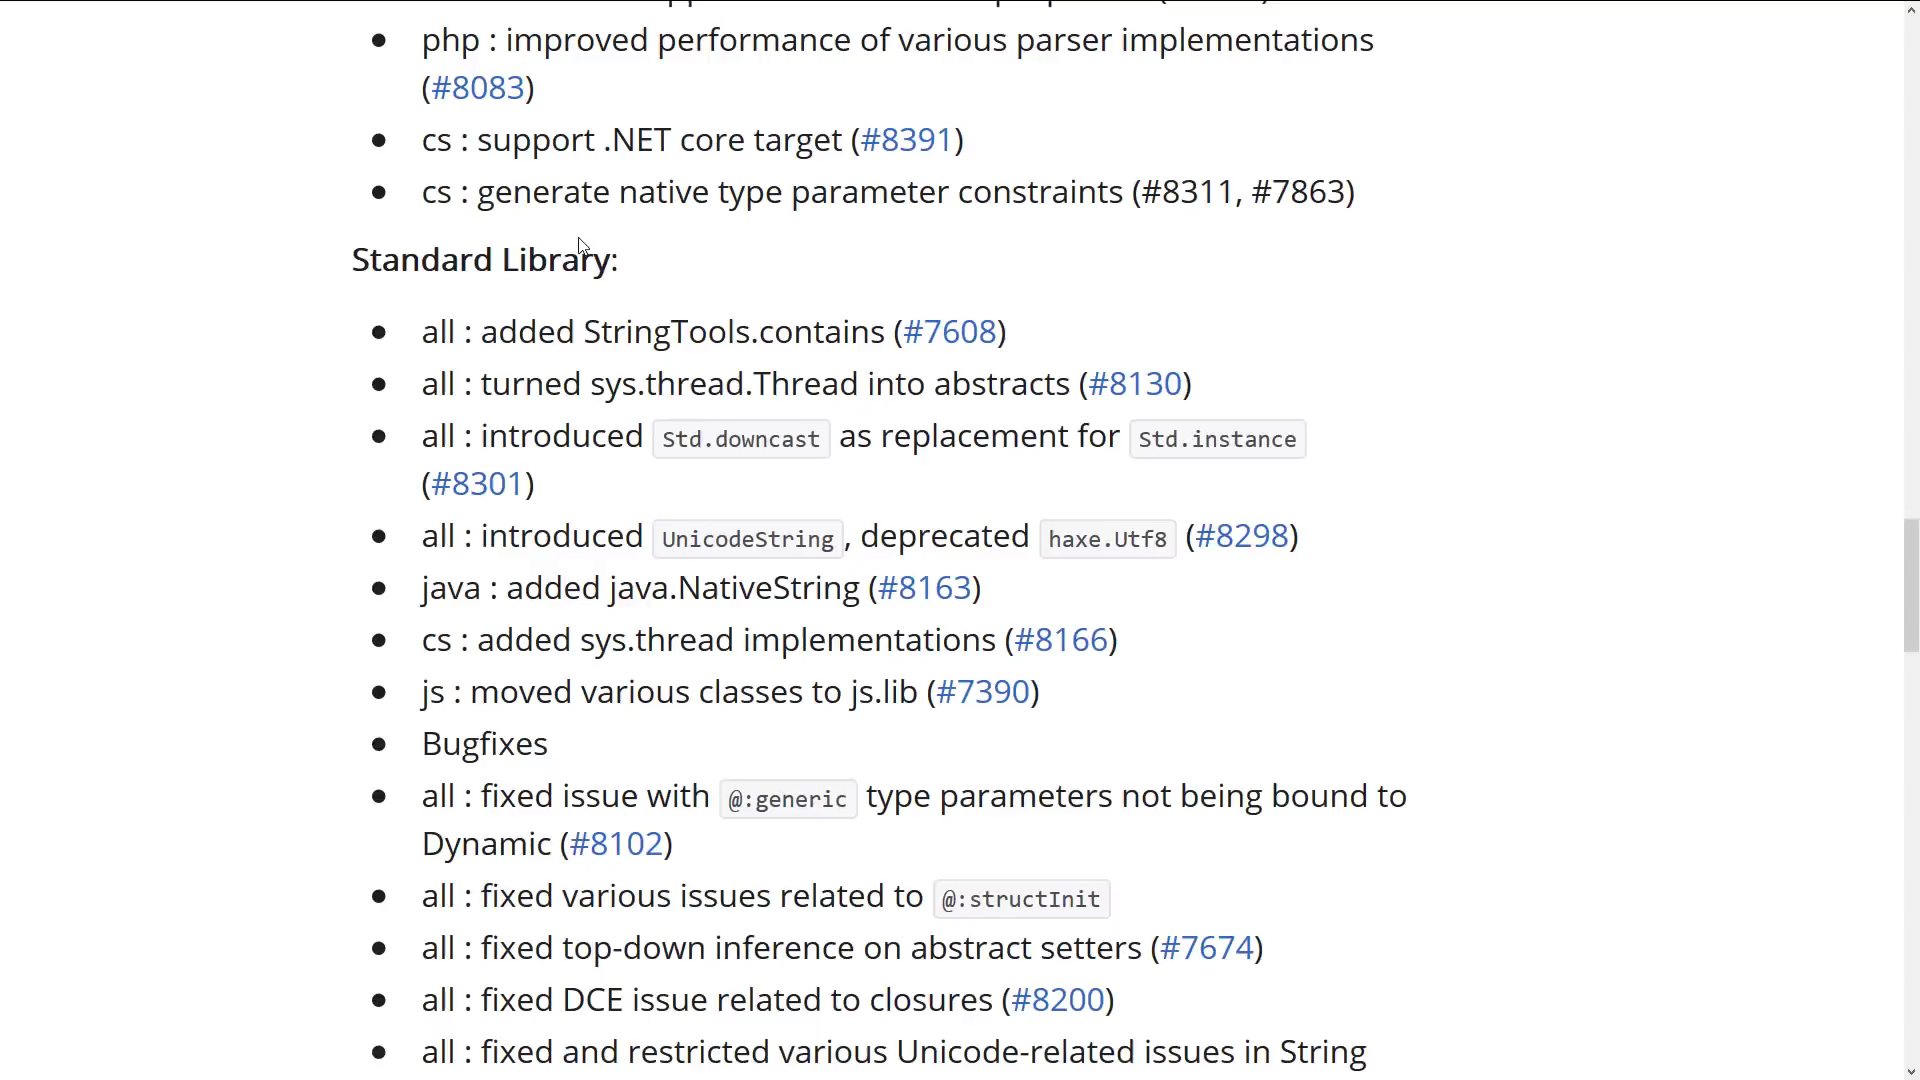 php : improved performance of various parser implementations
(#8083)
cs : support .NET core target (#8391)
cs : generate native type parameter constraints (#8311, #7863)
Standard Library:
all : added StringTools.contains (#7608)
all : turned sys.thread.Thread into abstracts (#8130)
all : introduced Std.downcast as replacement for Std.instance
(#8301)
all : introduced UnicodeString, deprecated haxe.Utf8 (#8298)
java : added java.NativeString (#8163)
cs : added sys.thread implementations (#8166)
js : moved various classes to js.lib (#7390)
Bugfixes
all : fixed issue with @:generic type parameters not being bound to
Dynamic (#8102)
all : fixed various issues related to @:structInit
all : fixed top-down inference on abstract setters (#7674)
all : fixed DCE issue related to closures (#8200)
all : fixed and restricted various Unicode-related issues in String